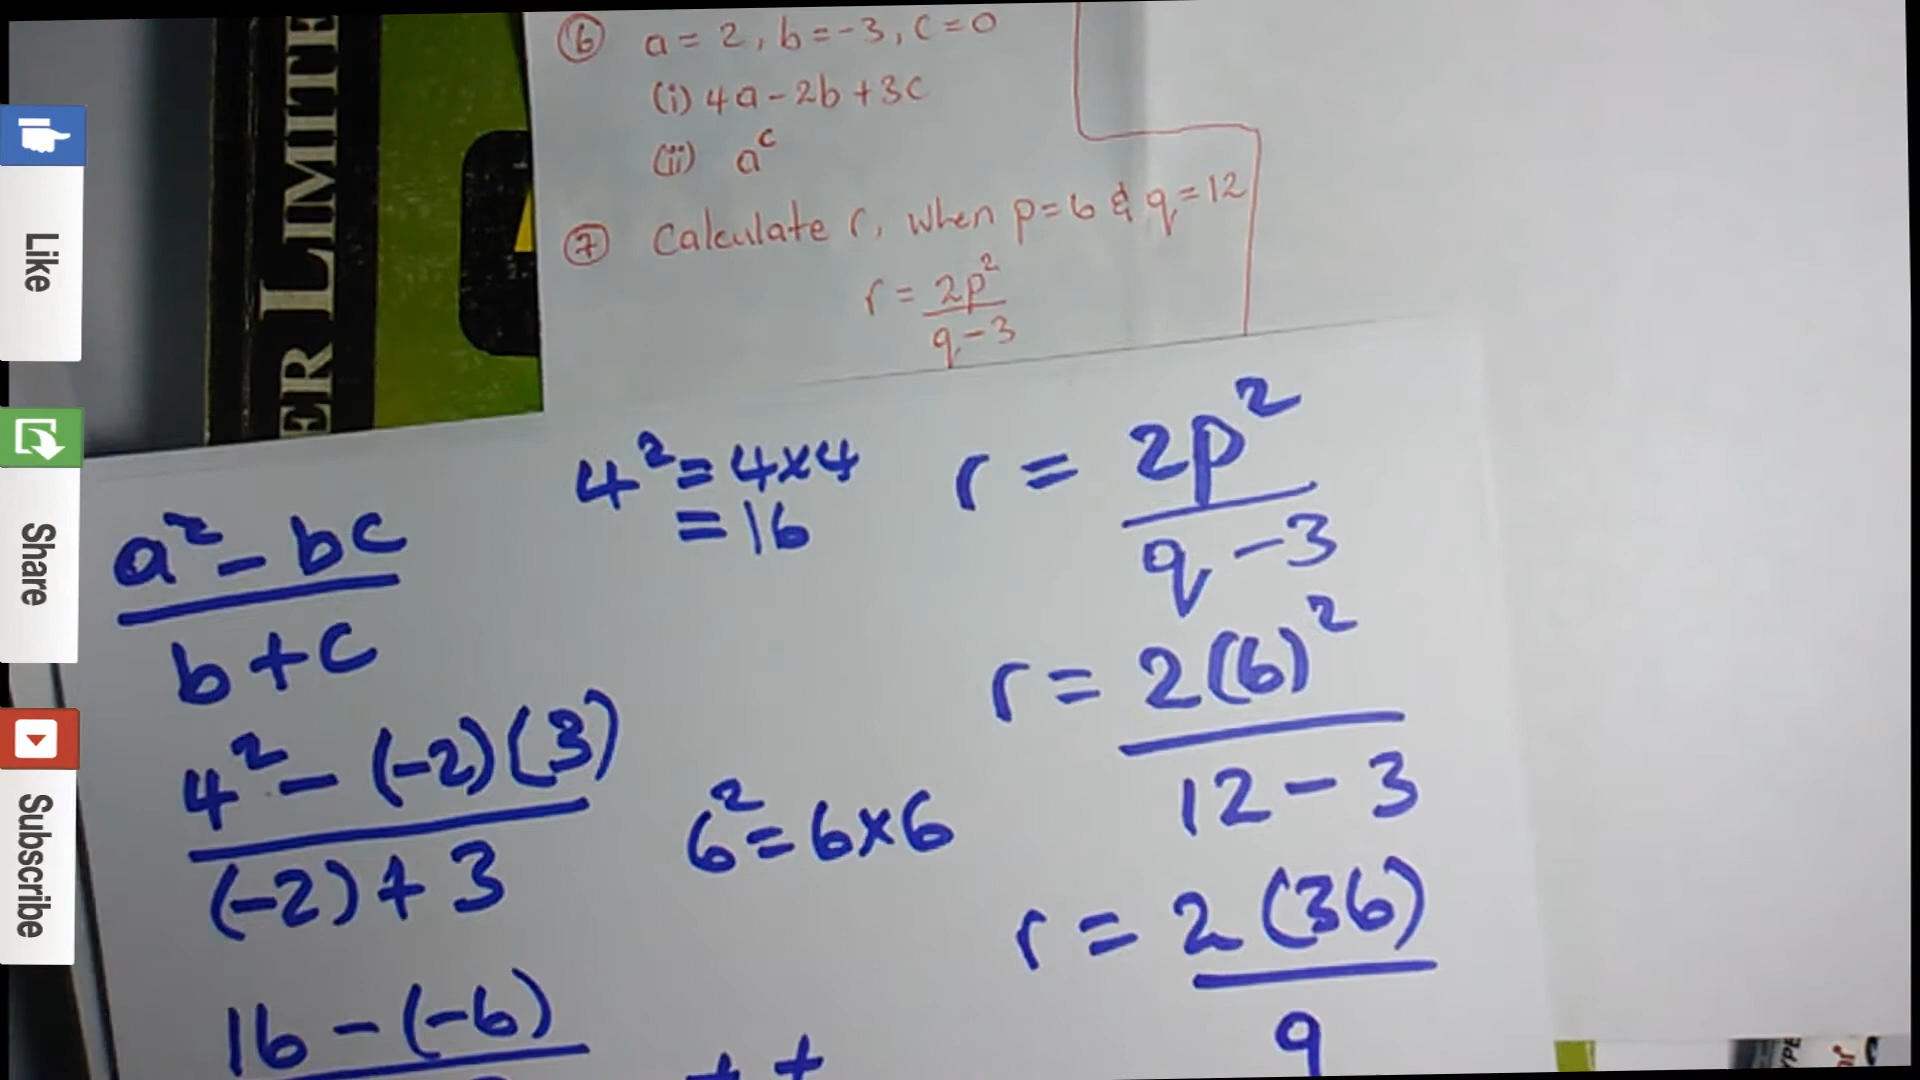 ER LIMITE
⑥ a = 2, b = -3, c = 0
(i) 4a - 2b + 3c
(ii) a^c
⑦ Calculate r, when p = 6 & q = 12
r = 2p²
q - 3
a² - bc
b + c
4² - (-2)(3)
(-2) + 3
16 - (-6)
4² = 4 x 4
= 16
6² = 6 x 6
+ +
r = 2p²
q - 3
r = 2(6)²
12 - 3
r = 2(36)
9
Like
Share
Subscribe